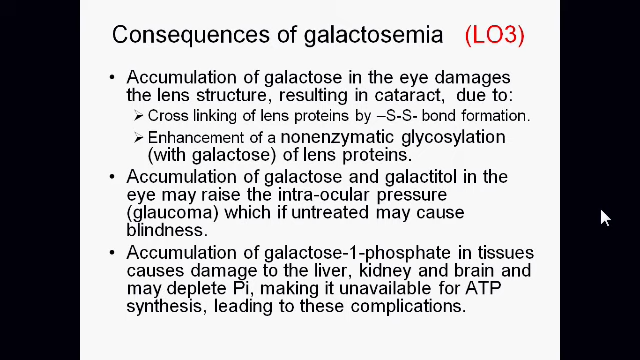 Consequences of galactosemia (LO3)
• Accumulation of galactose in the eye damages
the lens structure, resulting in cataract, due to:
➢ Cross linking of lens proteins by –S-S- bond formation.
➢ Enhancement of a nonenzymatic glycosylation
(with galactose) of lens proteins.
• Accumulation of galactose and galactitol in the
eye may raise the intra-ocular pressure
(glaucoma) which if untreated may cause
blindness.
• Accumulation of galactose-1-phosphate in tissues
causes damage to the liver, kidney and brain and
may deplete Pi, making it unavailable for ATP
synthesis, leading to these complications.